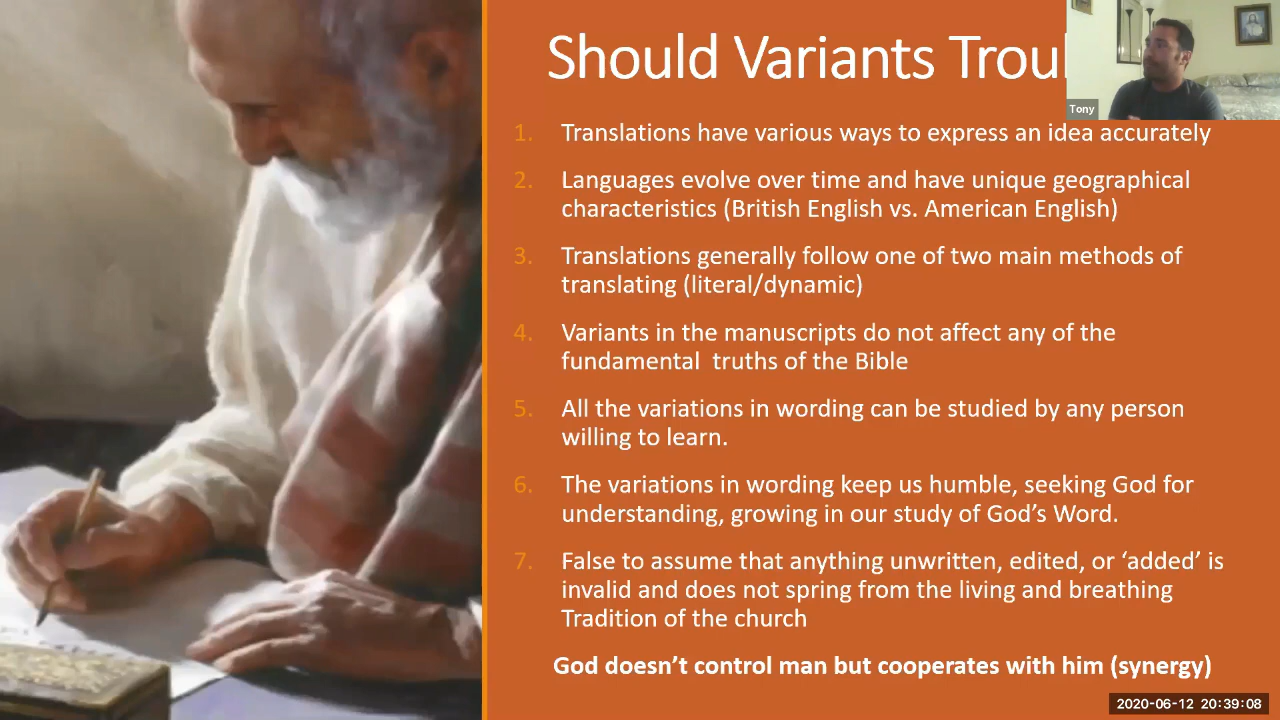 Should Variants Trou
Tony
1. Translations have various ways to express an idea accurately
2. Languages evolve over time and have unique geographical
characteristics (British English vs. American English)
3. Translations generally follow one of two main methods of
translating (literal/dynamic)
4. Variants in the manuscripts do not affect any of the
fundamental  truths of the Bible
5. All the variations in wording can be studied by any person
willing to learn.
6. The variations in wording keep us humble, seeking God for
understanding, growing in our study of God’s Word.
7. False to assume that anything unwritten, edited, or ‘added’ is
invalid and does not spring from the living and breathing
Tradition of the church
God doesn’t control man but cooperates with him (synergy)
2020-06-12 20:39:08